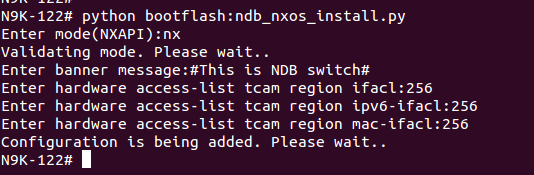 N9K-122# python bootflash:ndb_nxos_install.py
Enter mode(NXAPI):nx
Validating mode. Please wait..
Enter banner message:#This is NDB switch#
Enter hardware access-list tcam region ifacl:256
Enter hardware access-list tcam region ipv6-ifacl:256
Enter hardware access-list tcam region mac-ifacl:256
Configuration is being added. Please wait..
N9K-122#